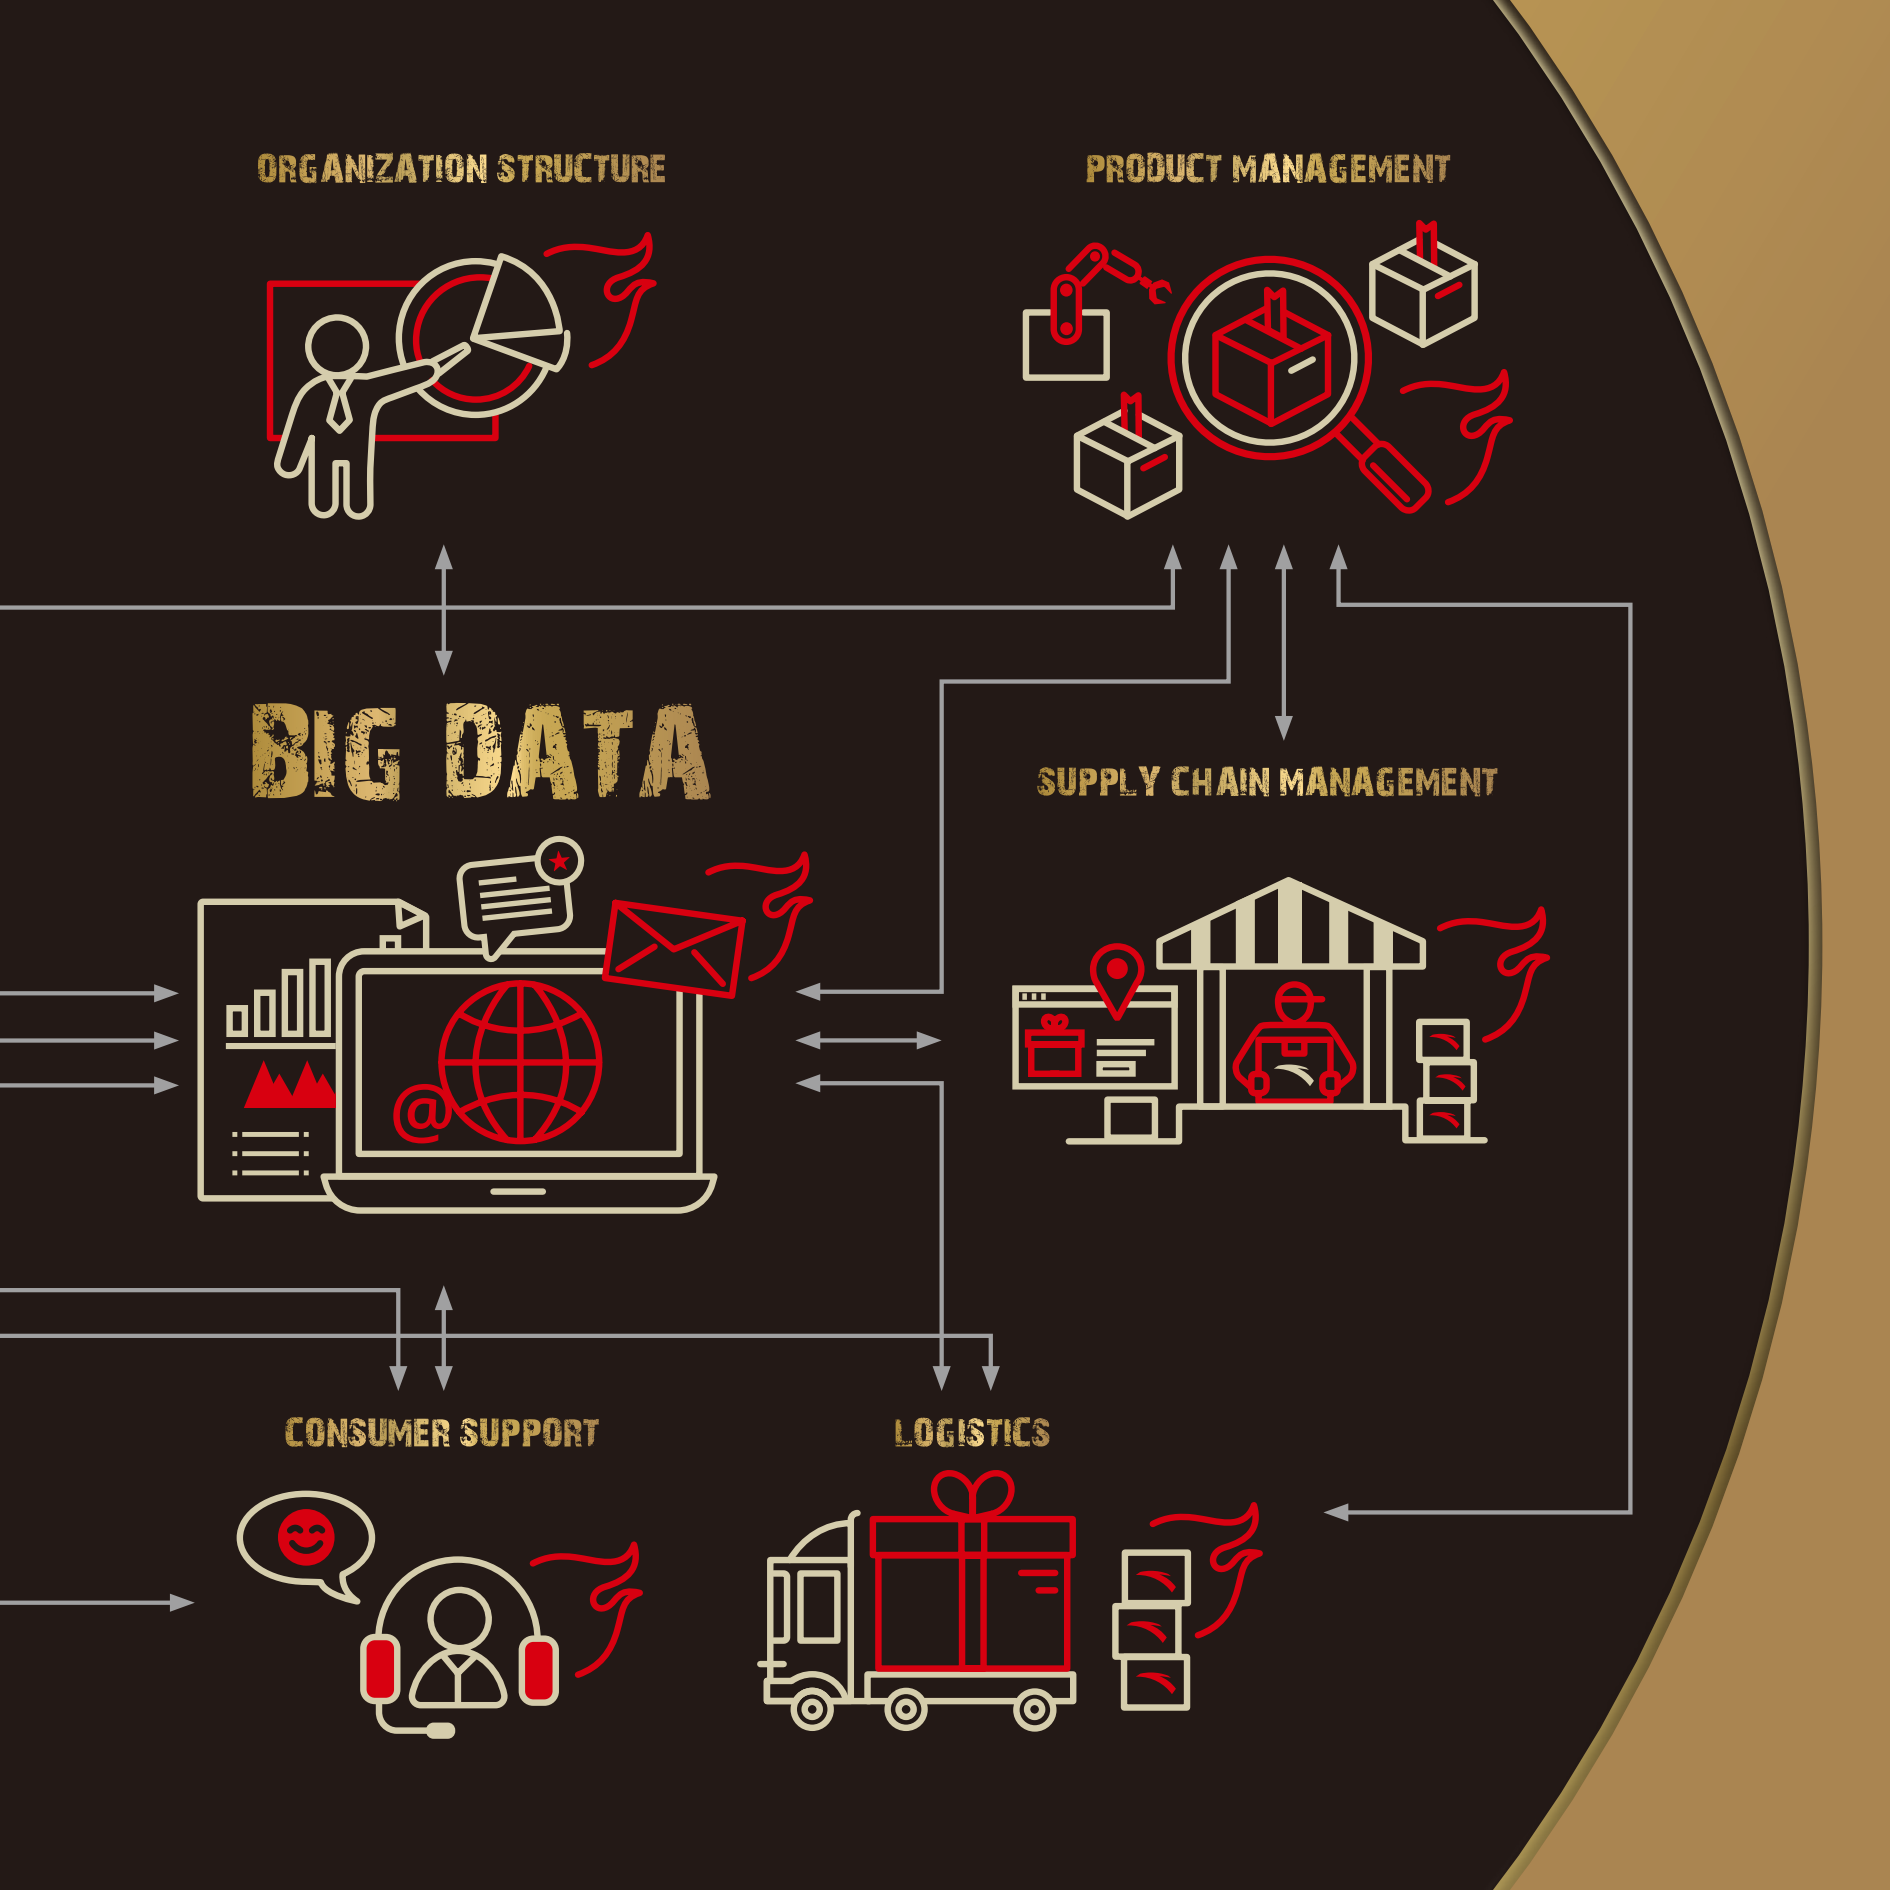 ORGANIZATION STRUCTURE
PRODUCT MANAGEMENT
BIG DATA
SUPPLY CHAIN MANAGEMENT
@
CONSUMER SUPPORT
LOGISTICS